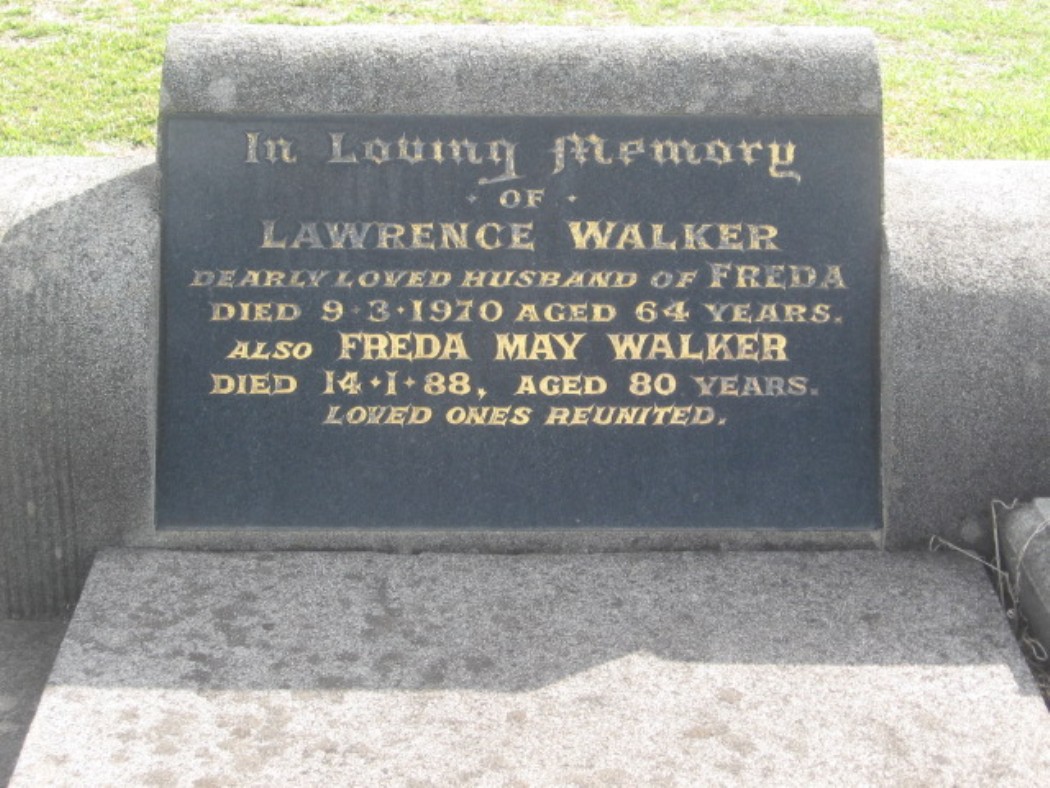 In Loving Memory
· OF ·
LAWRENCE WALKER
DEARLY LOVED HUSBAND OF FREDA
DIED 9·3·1970 AGED 64 YEARS.
ALSO FREDA MAY WALKER
DIED 14·1·88, AGED 80 YEARS.
LOVED ONES REUNITED.